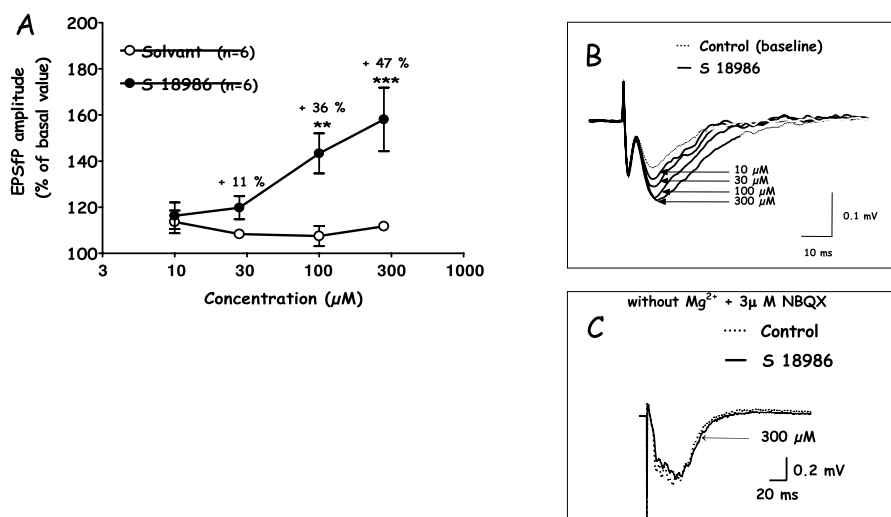 A
200
180
160
140
120
100
EPSfP amplitude
(% of basal value)
Solvant (n=6)
S 18986 (n=6)
+ 11 %
+ 36 %
**
+ 47 %
***
3
10
30
100
300
1000
Concentration (µM)
B
Control (baseline)
S 18986
10 µM
30 µM
100 µM
300 µM
0.1 mV
10 ms
without Mg²⁺ + 3µ M NBQX
C
Control
S 18986
300 µM
0.2 mV
20 ms